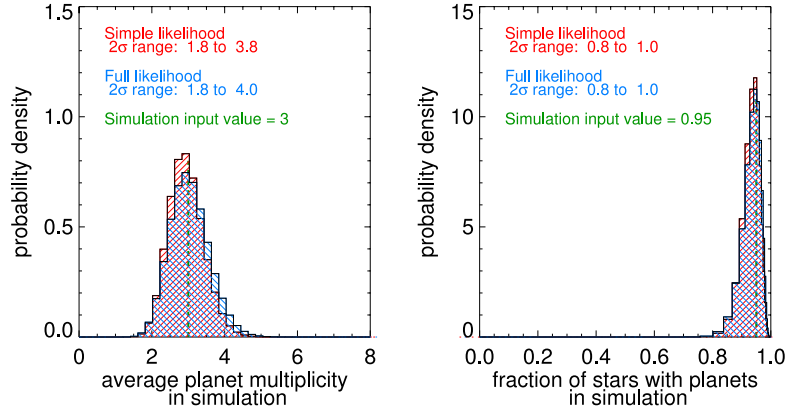 1.5
1.0
0.5
0.0
probability density
Simple likelihood
2σ range: 1.8 to 3.8
Full likelihood
2σ range: 1.8 to 4.0
Simulation input value = 3
0 2 4 6 8
average planet multiplicity
in simulation
15
10
5
0
probability density
Simple likelihood
2σ range: 0.8 to 1.0
Full likelihood
2σ range: 0.8 to 1.0
Simulation input value = 0.95
0.0 0.2 0.4 0.6 0.8 1.0
fraction of stars with planets
in simulation